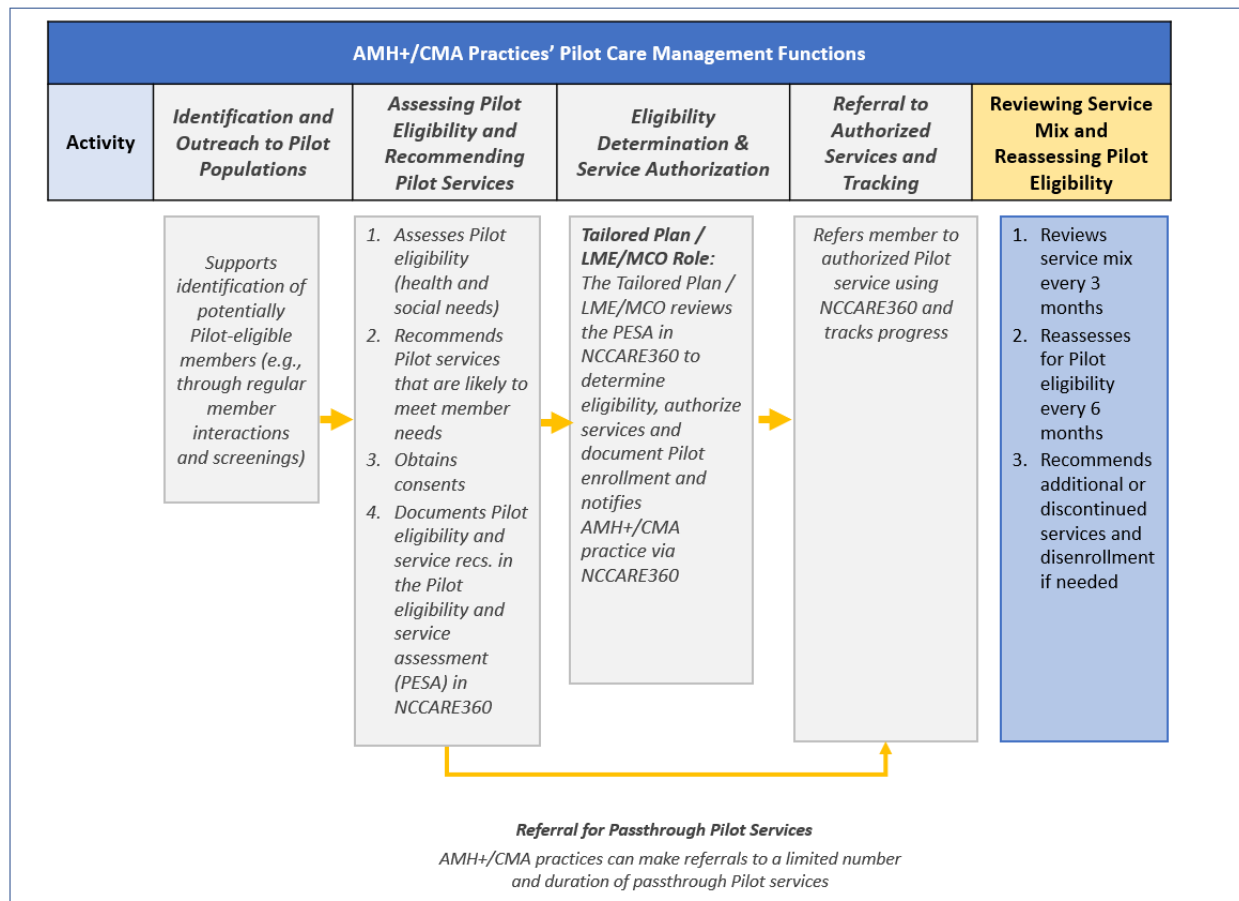 AMH+/CMA Practices' Pilot Care Management Functions
Activity
Identification and
Outreach to Pilot
Populations
Assessing Pilot
Eligibility and
Recommending
Pilot Services
Eligibility
Determination &
Service Authorization
Referral to
Authorized
Services and
Tracking
Reviewing Service
Mix and
Reassessing Pilot
Eligibility
Supports
identification of
potentially
Pilot-eligible
members (e.g.,
through regular
member
interactions
and screenings)
1. Assesses Pilot
eligibility
(health and
social needs)
2. Recommends
Pilot services
that are likely to
meet member
needs
3. Obtains
consents
4. Documents Pilot
eligibility and
service recs. in
the Pilot
eligibility and
service
assessment
(PESA) in
NCCARE360
Tailored Plan /
LME/MCO Role:
The Tailored Plan /
LME/MCO reviews
the PESA in
NCCARE360 to
determine
eligibility, authorize
services and
document Pilot
enrollment and
notifies
AMH+/CMA
practice via
NCCARE360
Refers member to
authorized Pilot
service using
NCCARE360 and
tracks progress
1. Reviews
service mix
every 3
months
2. Reassesses
for Pilot
eligibility
every 6
months
3. Recommends
additional or
discontinued
services and
disenrollment
if needed
Referral for Passthrough Pilot Services
AMH+/CMA practices can make referrals to a limited number
and duration of passthrough Pilot services